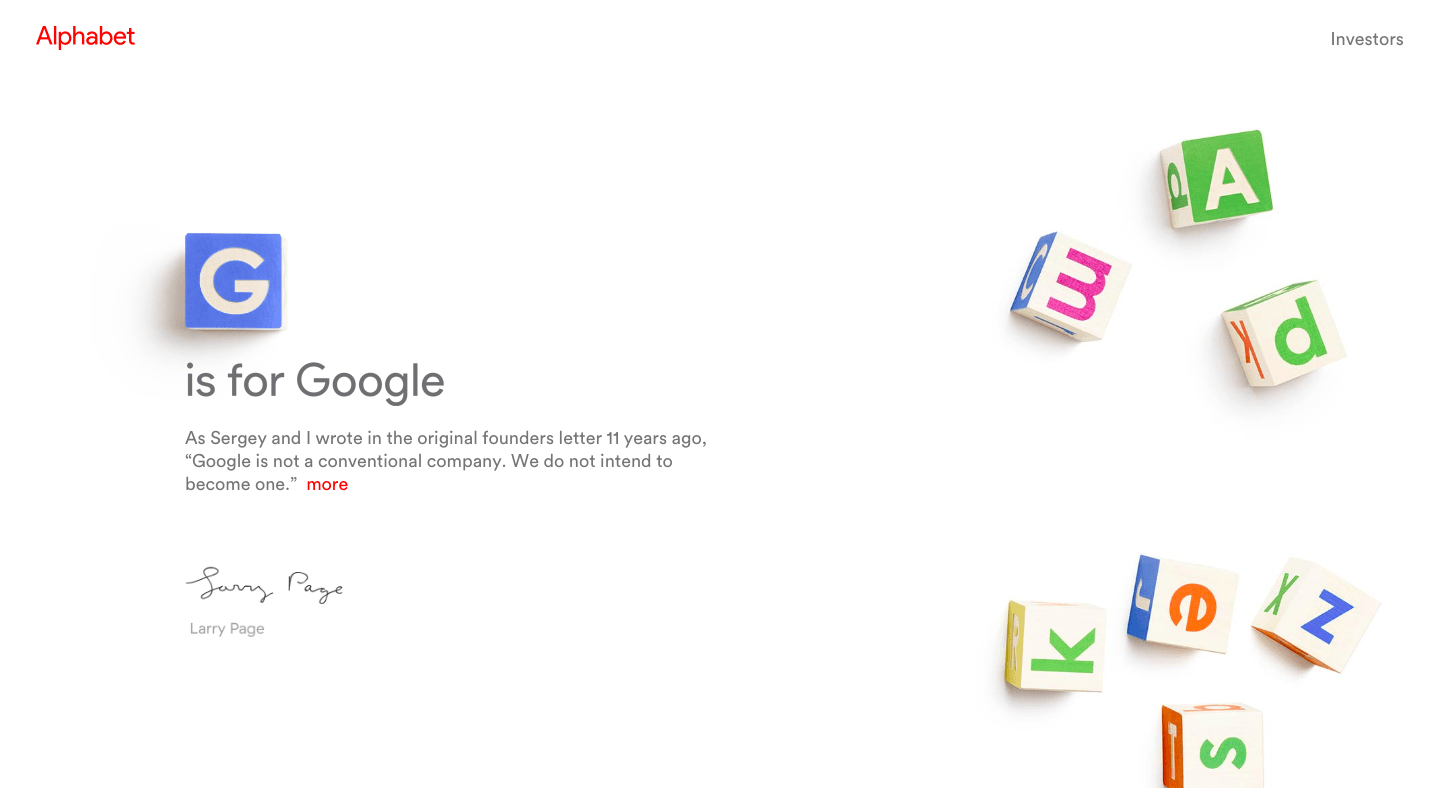 Alphabet
Investors
G
is for Google
As Sergey and I wrote in the original founders letter 11 years ago,
“Google is not a conventional company. We do not intend to
become one.” more
Larry Page
Larry Page
A
m
C
d
X
e
r
z
X
k
R
s
T